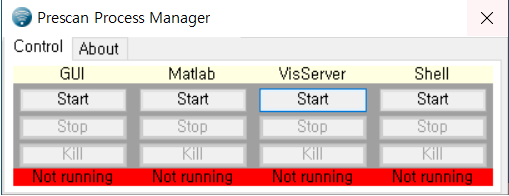 Prescan Process Manager
Control About
GUI Matlab VisServer Shell
Start Start Start Start
Stop Stop Stop Stop
Kill Kill Kill Kill
Not running Not running Not running Not running